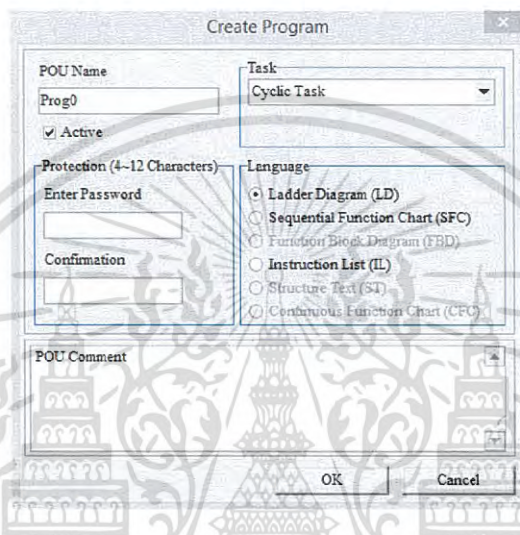 Create Program
POU Name
Prog0
Active
Task
Cyclic Task
Protection (4~12 Characters)
Enter Password
Confirmation
Language
Ladder Diagram (LD)
Sequential Function Chart (SFC)
Function Block Diagram (FBD)
Instruction List (IL)
Structure Text (ST)
Continuous Function Chart (CFC)
POU Comment
OK
Cancel